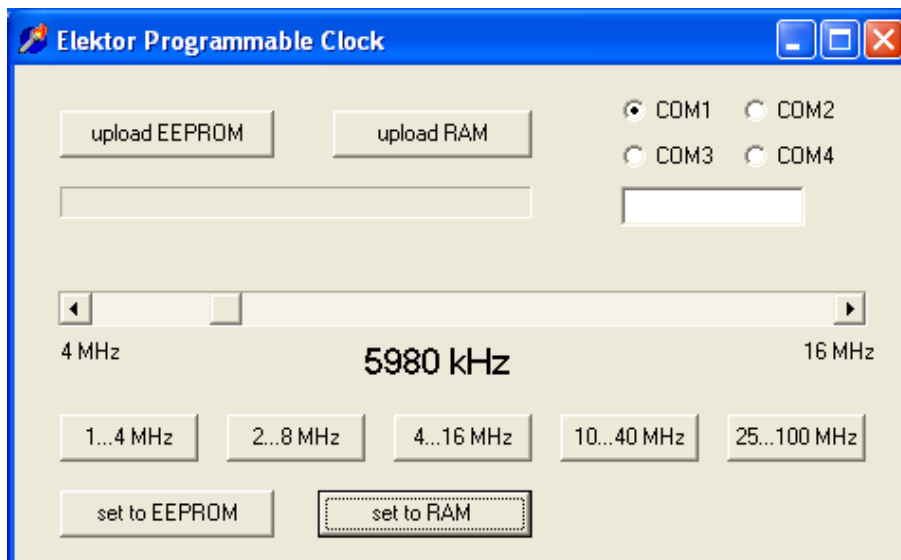 Elektor Programmable Clock
upload EEPROM
upload RAM
COM1
COM2
COM3
COM4
4 MHz
5980 kHz
16 MHz
1...4 MHz
2...8 MHz
4...16 MHz
10...40 MHz
25...100 MHz
set to EEPROM
set to RAM